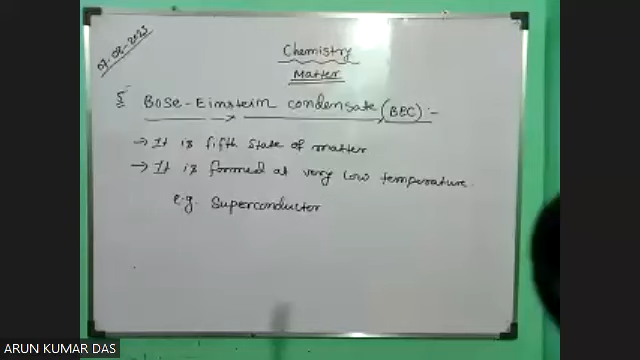 07-02-2023
Chemistry
Matter
5 Bose-Einstein condensate (BEC) :-
→ It is fifth state of matter
→ It is formed at very low temperature.
e.g. Superconductor
ARUN KUMAR DAS